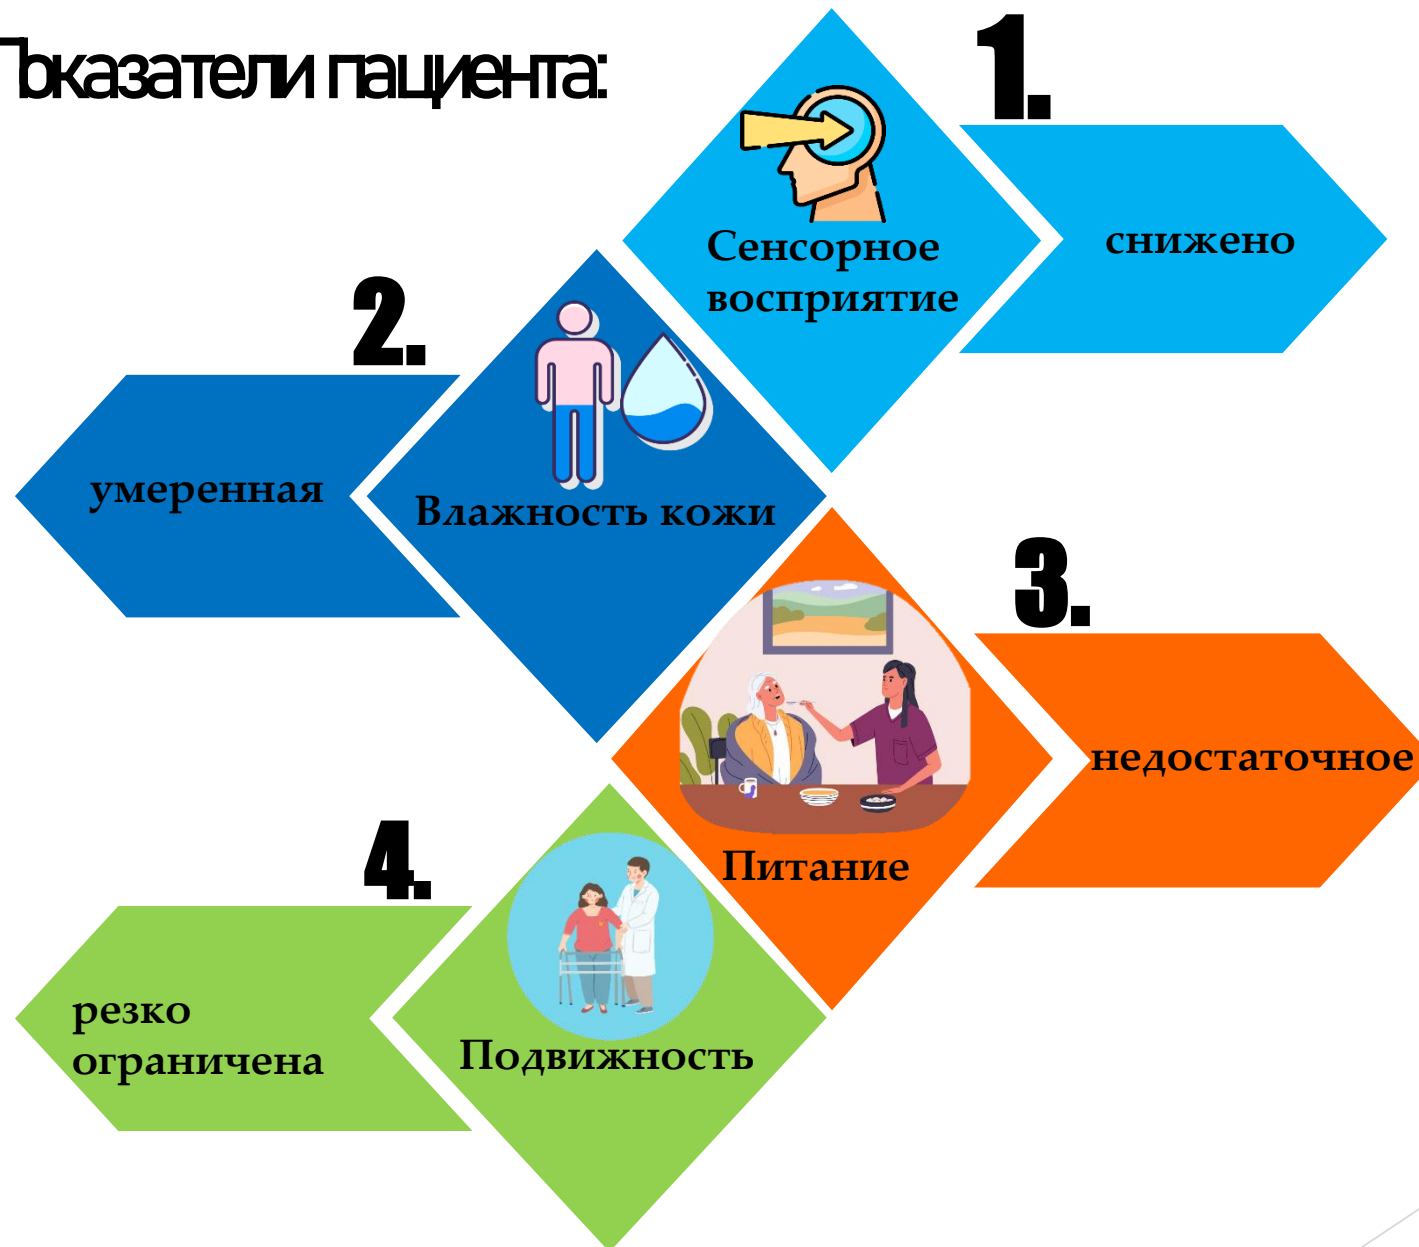 Показатели пациента:
1.
Сенсорное
восприятие
снижено
2.
умеренная
Влажность кожи
3.
недостаточное
Питание
4.
резко
ограничена
Подвижность